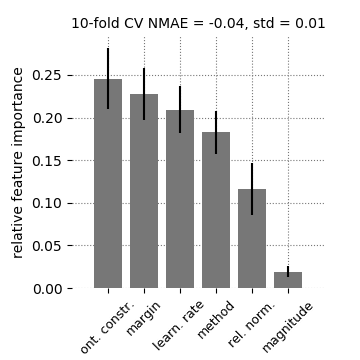 10-fold CV NMAE = -0.04, std = 0.01
relative feature importance
0.25
0.20
0.15
0.10
0.05
0.00
ont. constr.
margin
learn. rate
method
rel. norm.
magnitude